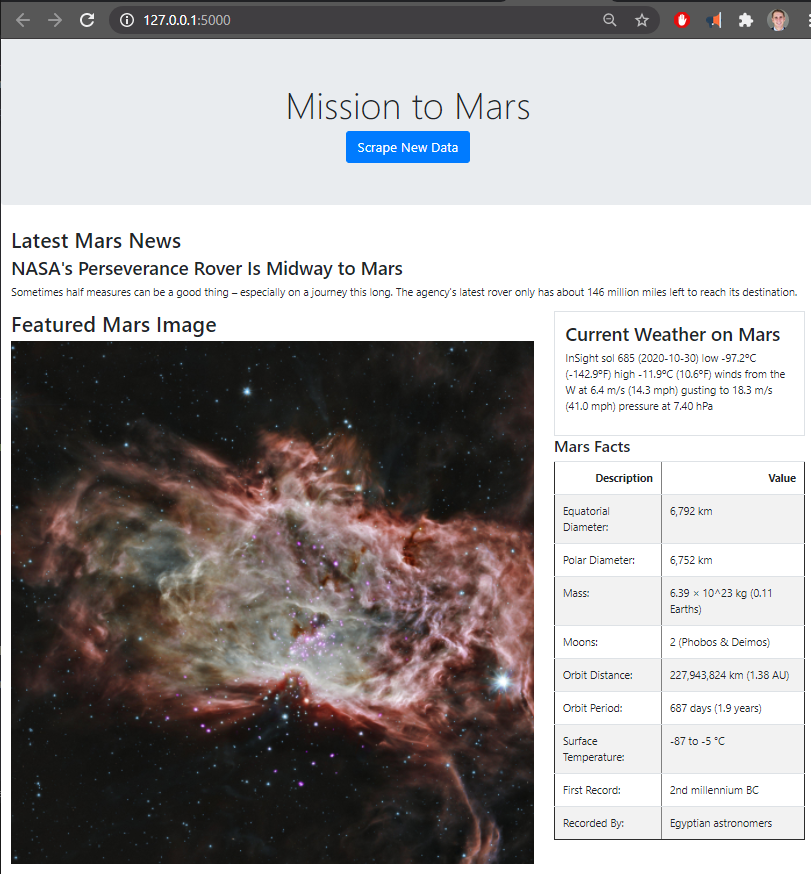 127.0.0.1:5000
Mission to Mars
Scrape New Data
Latest Mars News
NASA's Perseverance Rover Is Midway to Mars
Sometimes half measures can be a good thing – especially on a journey this long. The agency's latest rover only has about 146 million miles left to reach its destination.
Featured Mars Image
Current Weather on Mars
InSight sol 685 (2020-10-30) low -97.2ºC
(-142.9ºF) high -11.9ºC (10.6ºF) winds from the
W at 6.4 m/s (14.3 mph) gusting to 18.3 m/s
(41.0 mph) pressure at 7.40 hPa
Mars Facts
Description Value
Equatorial
Diameter:
6,792 km
Polar Diameter: 6,752 km
Mass:
6.39 × 10^23 kg (0.11
Earths)
Moons: 2 (Phobos & Deimos)
Orbit Distance: 227,943,824 km (1.38 AU)
Orbit Period: 687 days (1.9 years)
Surface
Temperature:
-87 to -5 °C
First Record: 2nd millennium BC
Recorded By: Egyptian astronomers